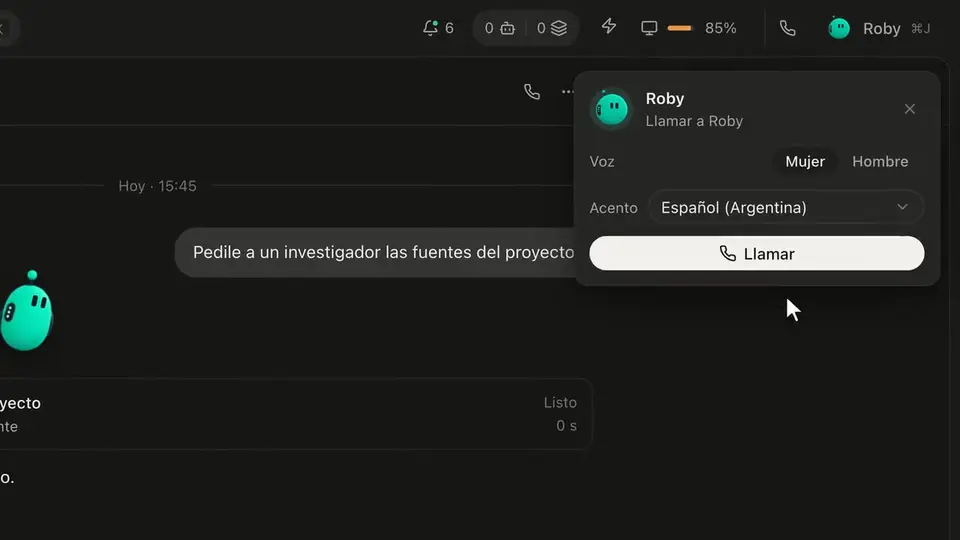 6
0
0
85%
Roby ⌘J
Roby
Llamar a Roby
Voz
Mujer
Hombre
Hoy · 15:45
Acento
Español (Argentina)
Pedile a un investigador las fuentes del proyecto
Llamar
yecto
Listo
nte
0 s
o.